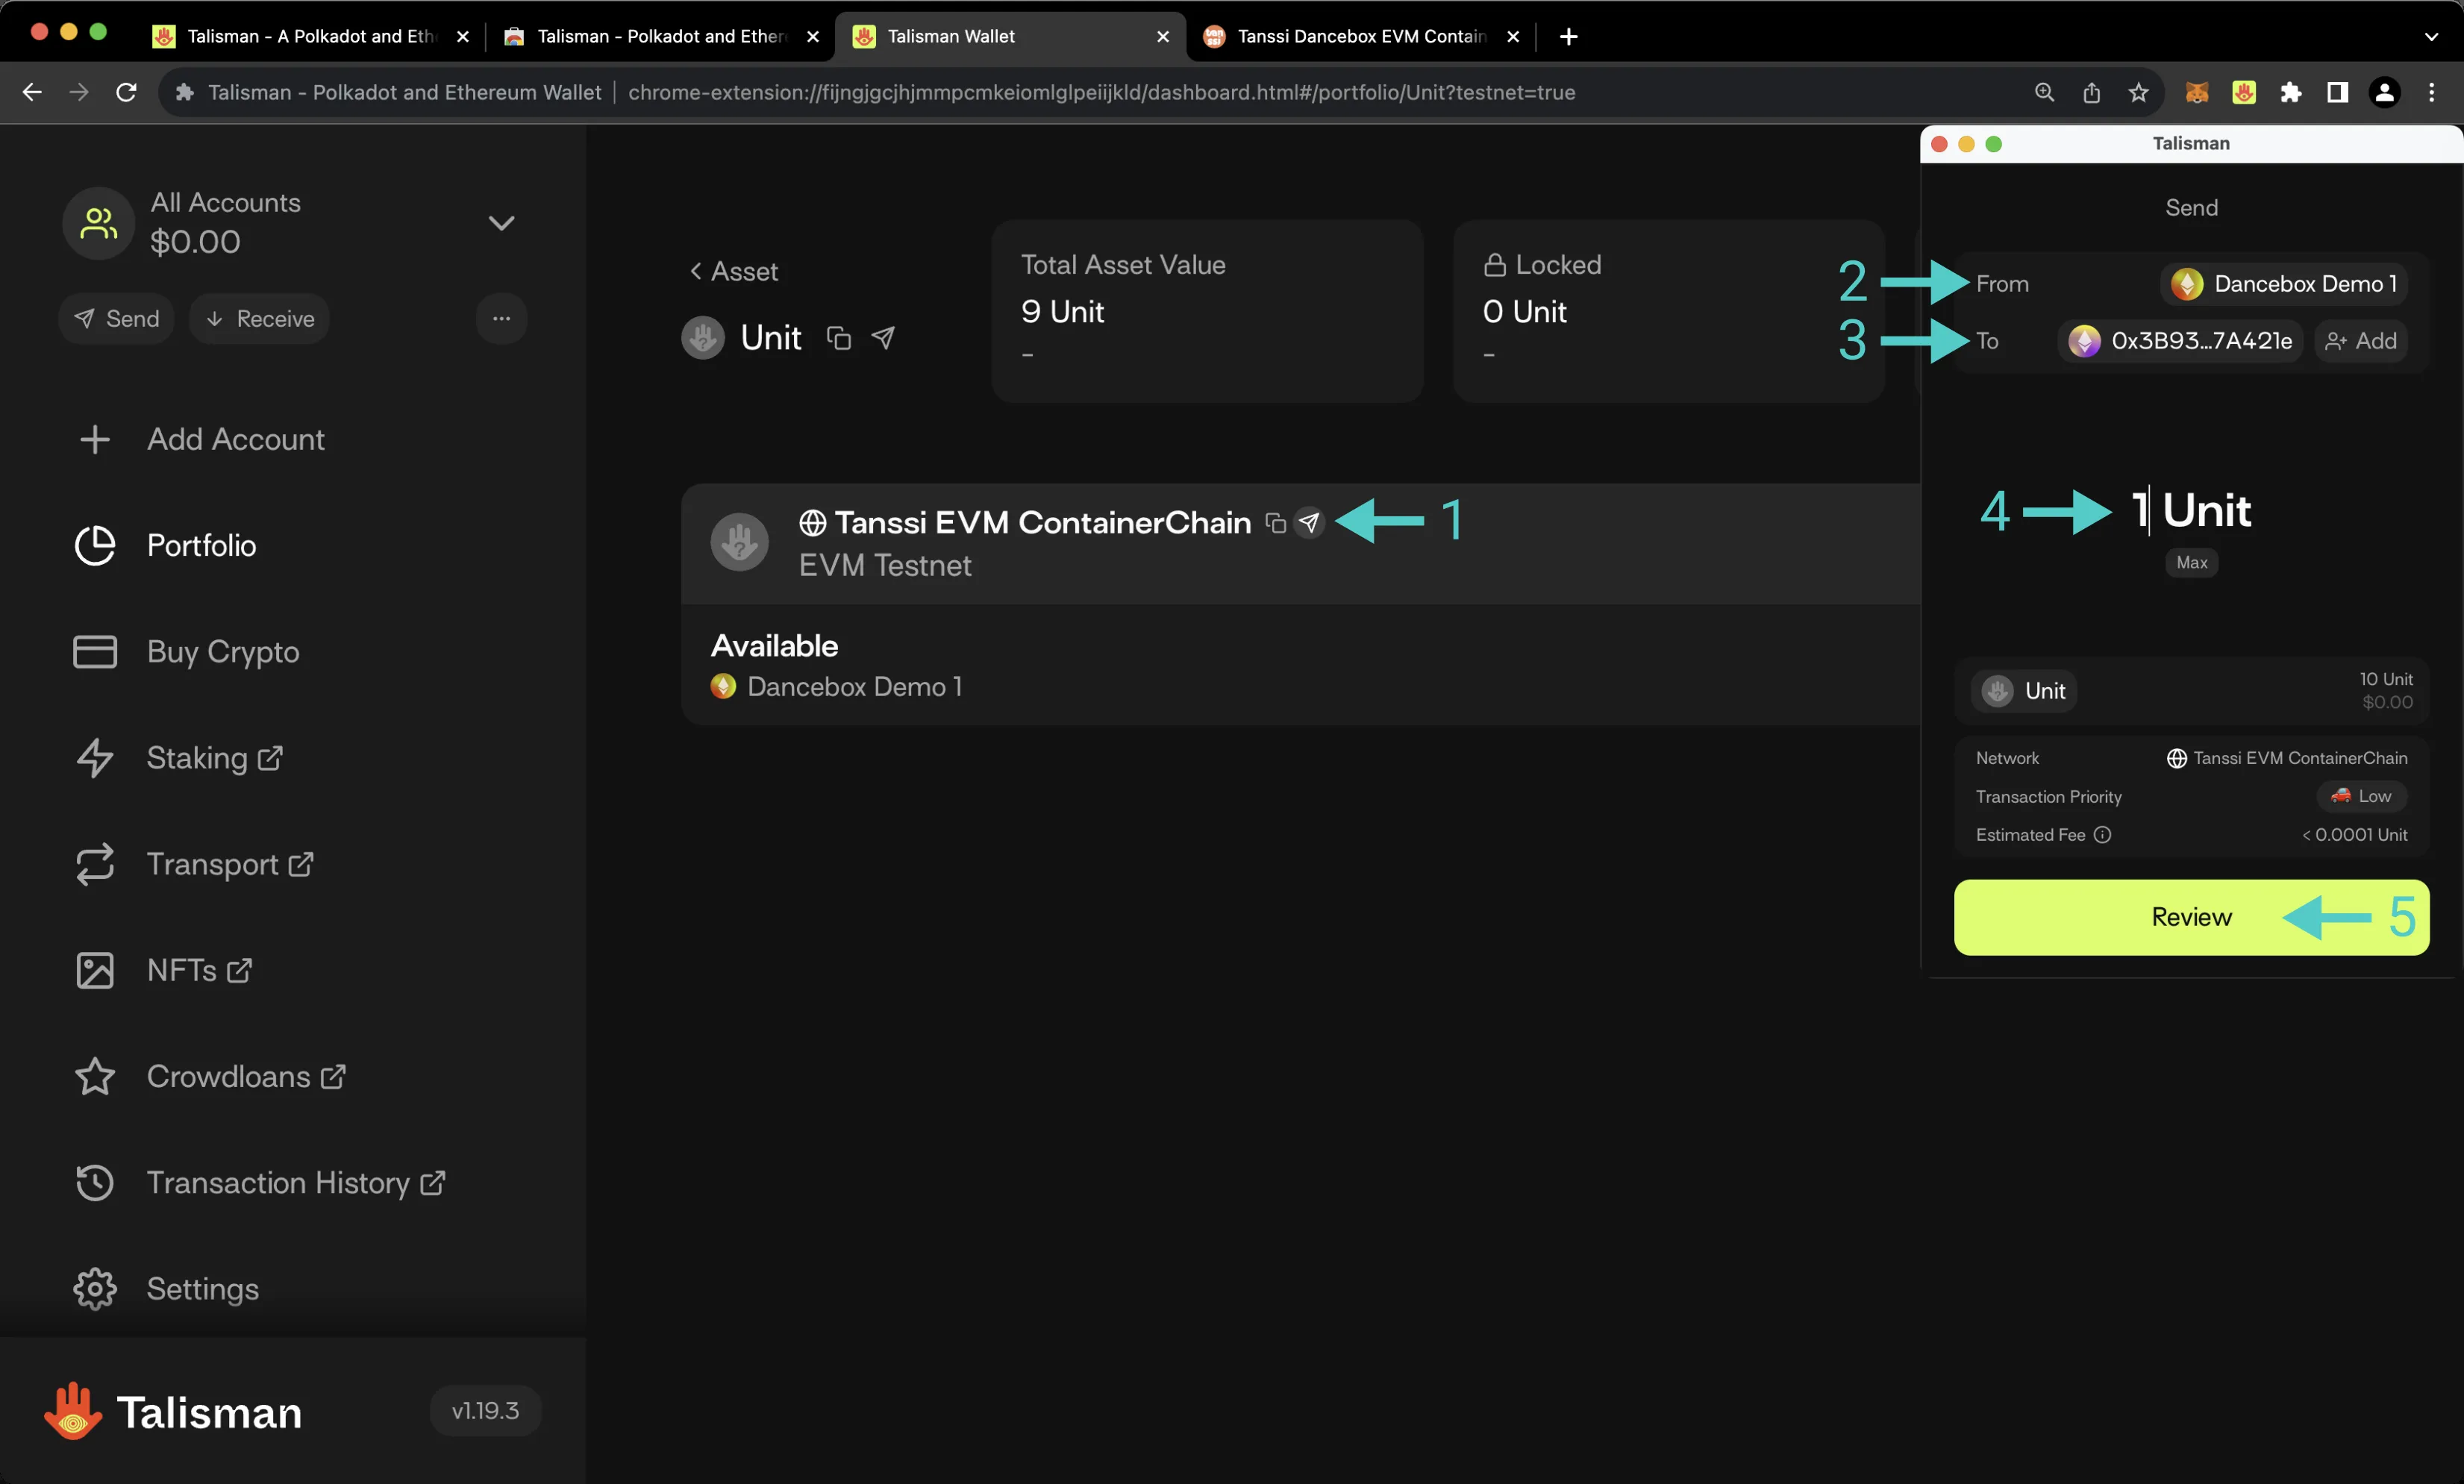 Talisman - A Polkadot and Eth
Talisman - Polkadot and Ether
Talisman Wallet
Tanssi Dancebox EVM Contain
Talisman - Polkadot and Ethereum Wallet
chrome-extension://fijngjgcjhjmmpcmkeiomlglpeiijkld/dashboard.html#/portfolio/Unit?testnet=true
All Accounts
$0.00
Send
Receive
Add Account
Portfolio
Buy Crypto
Staking
Transport
NFTs
Crowdloans
Transaction History
Settings
Talisman
v1.19.3
< Asset
Unit
Total Asset Value
9 Unit
-
Locked
0 Unit
-
Tanssi EVM ContainerChain
1
EVM Testnet
Available
Dancebox Demo 1
Talisman
Send
2
From
Dancebox Demo 1
3
To
0x3B93...7A421e
Add
4
1 Unit
Max
Unit
10 Unit
$0.00
Network
Tanssi EVM ContainerChain
Transaction Priority
Low
Estimated Fee
< 0.0001 Unit
Review
5